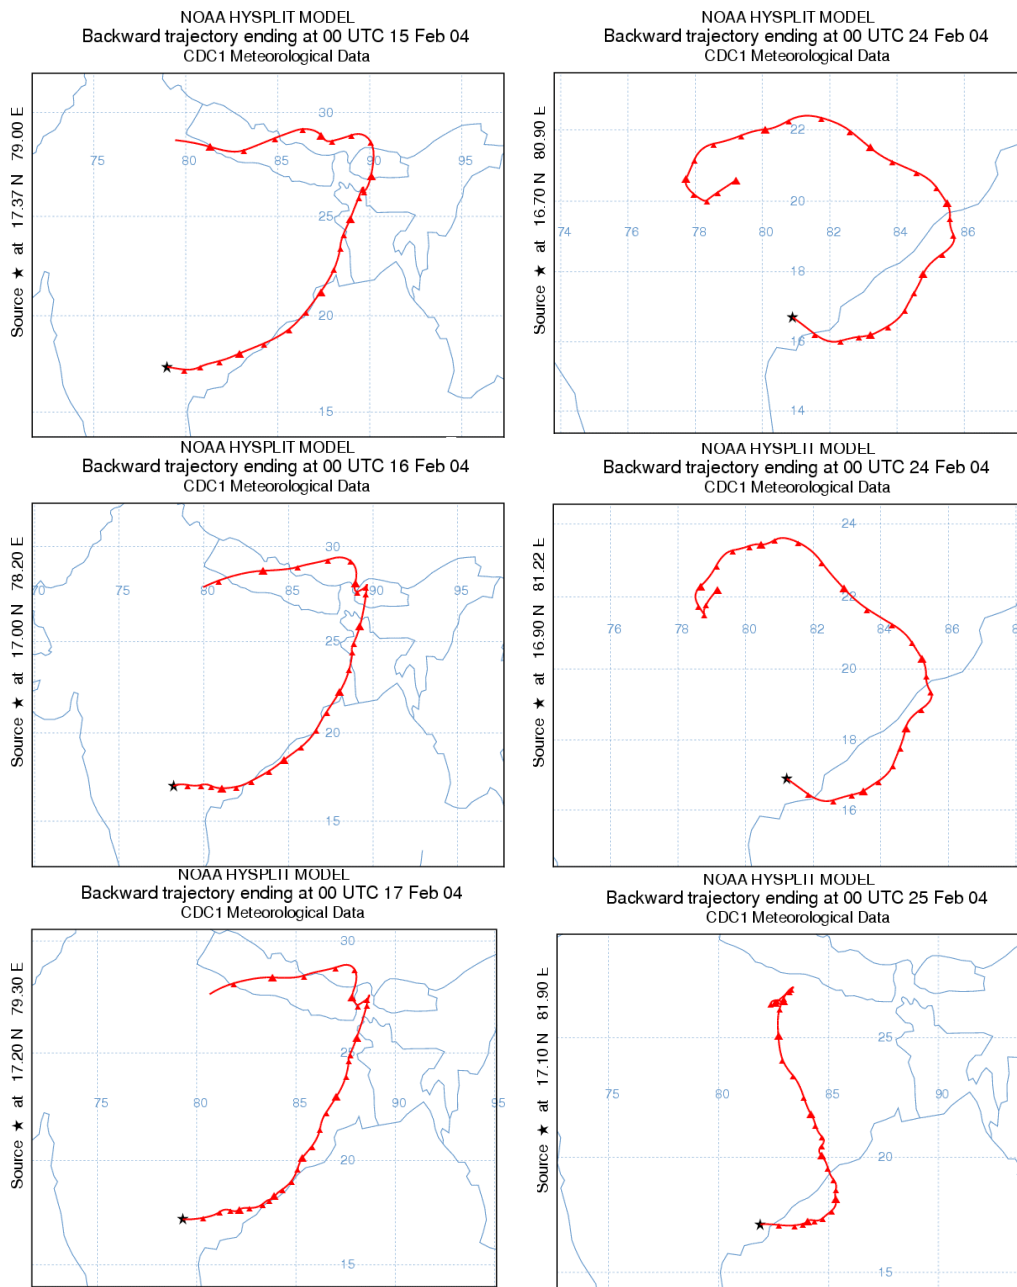 NOAA HYSPLIT MODEL
Backward trajectory ending at 00 UTC 15 Feb 04
CDC1 Meteorological Data
Source ★ at 17.37 N 79.00 E
30
75
80
85
90
95
25
20
15
NOAA HYSPLIT MODEL
Backward trajectory ending at 00 UTC 24 Feb 04
CDC1 Meteorological Data
Source ★ at 16.70 N 80.90 E
22
20
74
76
78
80
82
84
86
18
16
14
NOAA HYSPLIT MODEL
Backward trajectory ending at 00 UTC 16 Feb 04
CDC1 Meteorological Data
Source ★ at 17.00 N 78.20 E
30
70
75
80
85
90
95
25
20
15
NOAA HYSPLIT MODEL
Backward trajectory ending at 00 UTC 24 Feb 04
CDC1 Meteorological Data
Source ★ at 16.90 N 81.22 E
24
22
76
78
80
82
84
86
8
20
18
16
NOAA HYSPLIT MODEL
Backward trajectory ending at 00 UTC 17 Feb 04
CDC1 Meteorological Data
Source ★ at 17.20 N 79.30 E
30
25
75
80
85
90
95
20
15
NOAA HYSPLIT MODEL
Backward trajectory ending at 00 UTC 25 Feb 04
CDC1 Meteorological Data
Source ★ at 17.10 N 81.90 E
25
75
80
85
90
20
15